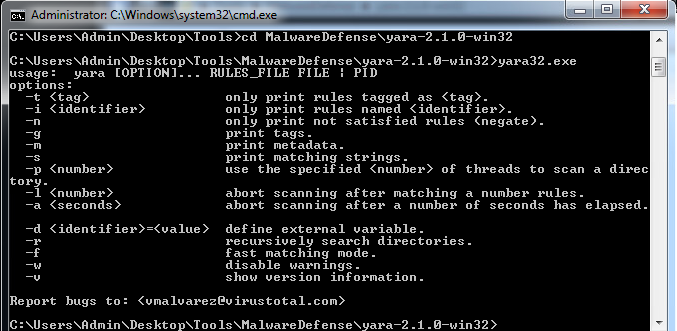 Administrator: C:\Windows\system32\cmd.exe
C:\Users\Admin\Desktop\Tools>cd MalwareDefense\yara-2.1.0-win32
C:\Users\Admin\Desktop\Tools\MalwareDefense\yara-2.1.0-win32>yara32.exe
usage:  yara [OPTION]... RULES_FILE FILE | PID
options:
  -t <tag>                 only print rules tagged as <tag>.
  -i <identifier>          only print rules named <identifier>.
  -n                       only print not satisfied rules (negate).
  -g                       print tags.
  -m                       print metadata.
  -s                       print matching strings.
  -p <number>              use the specified <number> of threads to scan a direc
tory.
  -l <number>              abort scanning after matching a number rules.
  -a <seconds>             abort scanning after a number of seconds has elapsed.
  -d <identifier>=<value>  define external variable.
  -r                       recursively search directories.
  -f                       fast matching mode.
  -w                       disable warnings.
  -v                       show version information.
Report bugs to: <vmalvarez@virustotal.com>
C:\Users\Admin\Desktop\Tools\MalwareDefense\yara-2.1.0-win32>